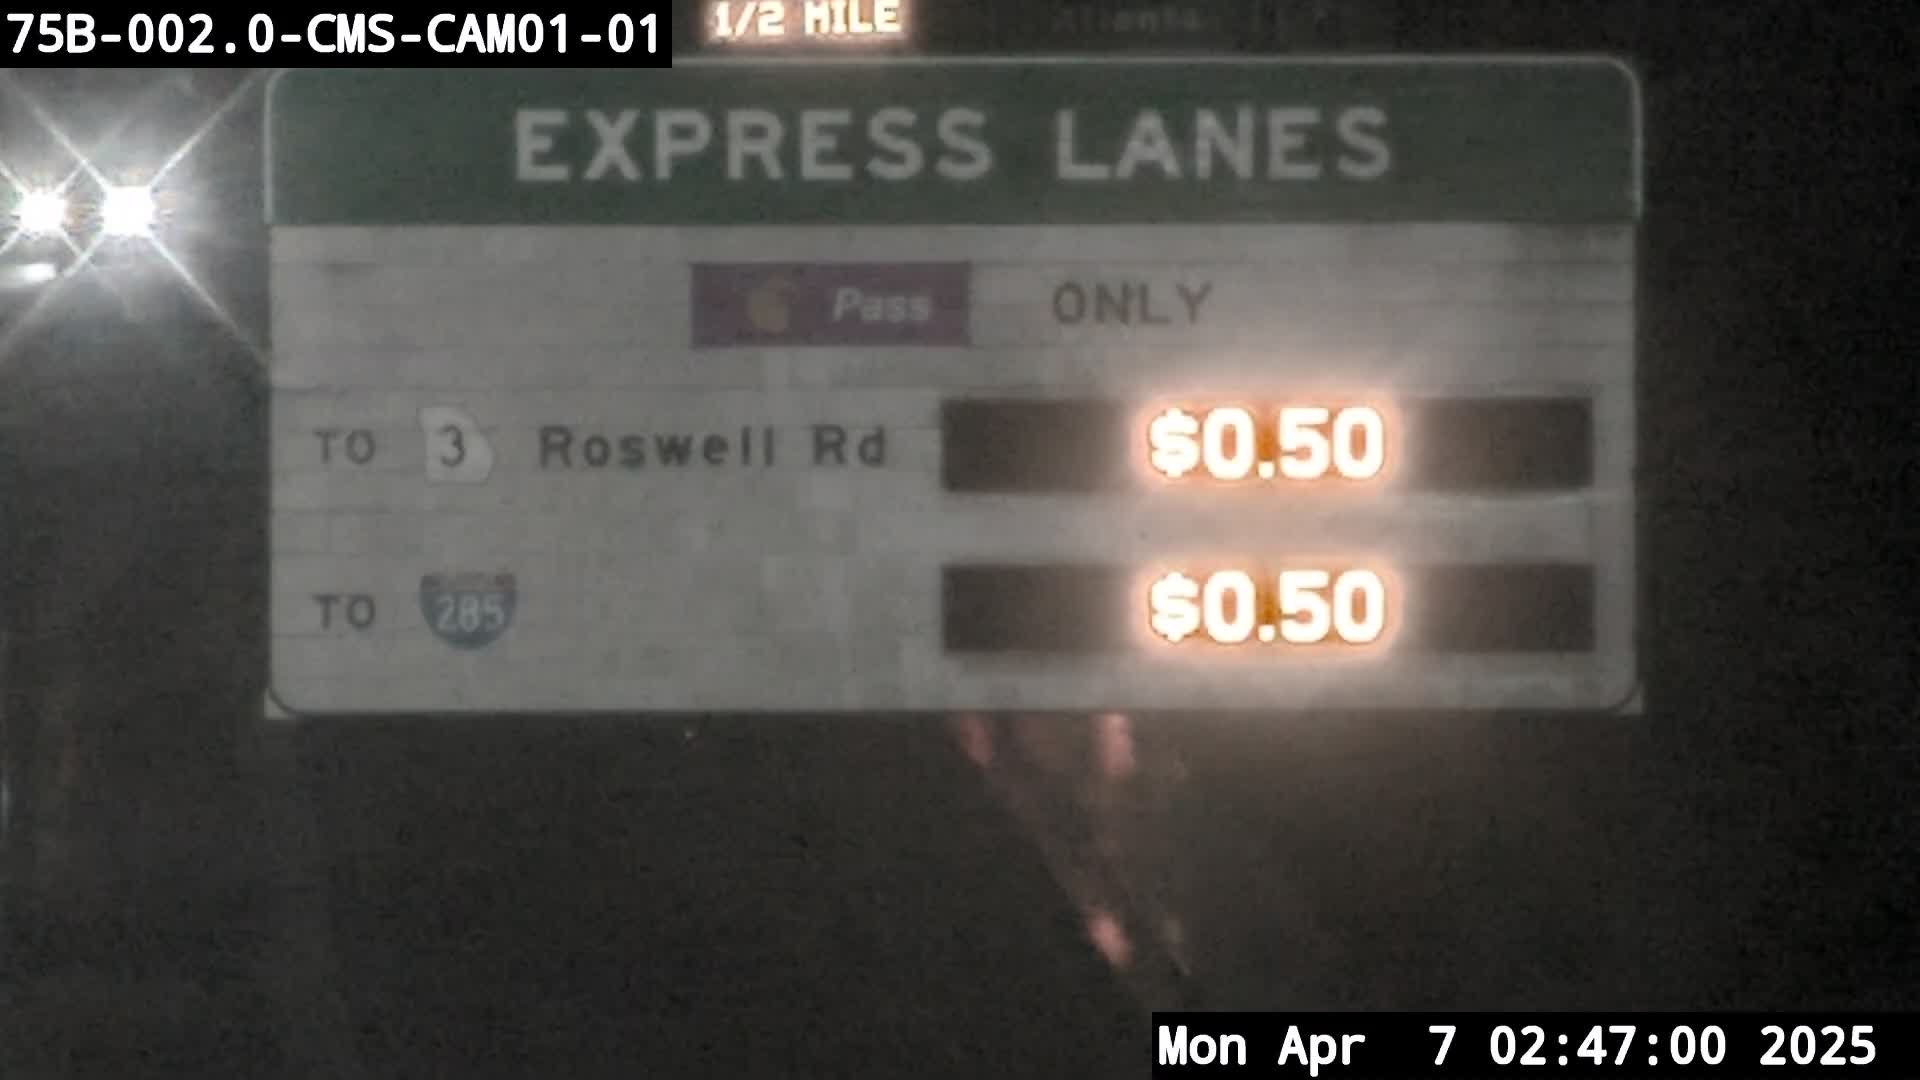 75B-002.0-CMS-CAM01-01
1/2 MILE
Atlanta
EXPRESS LANES
Pass ONLY
TO 3 Roswell Rd $0.50
TO 285 $0.50
Mon Apr 7 02:47:00 2025